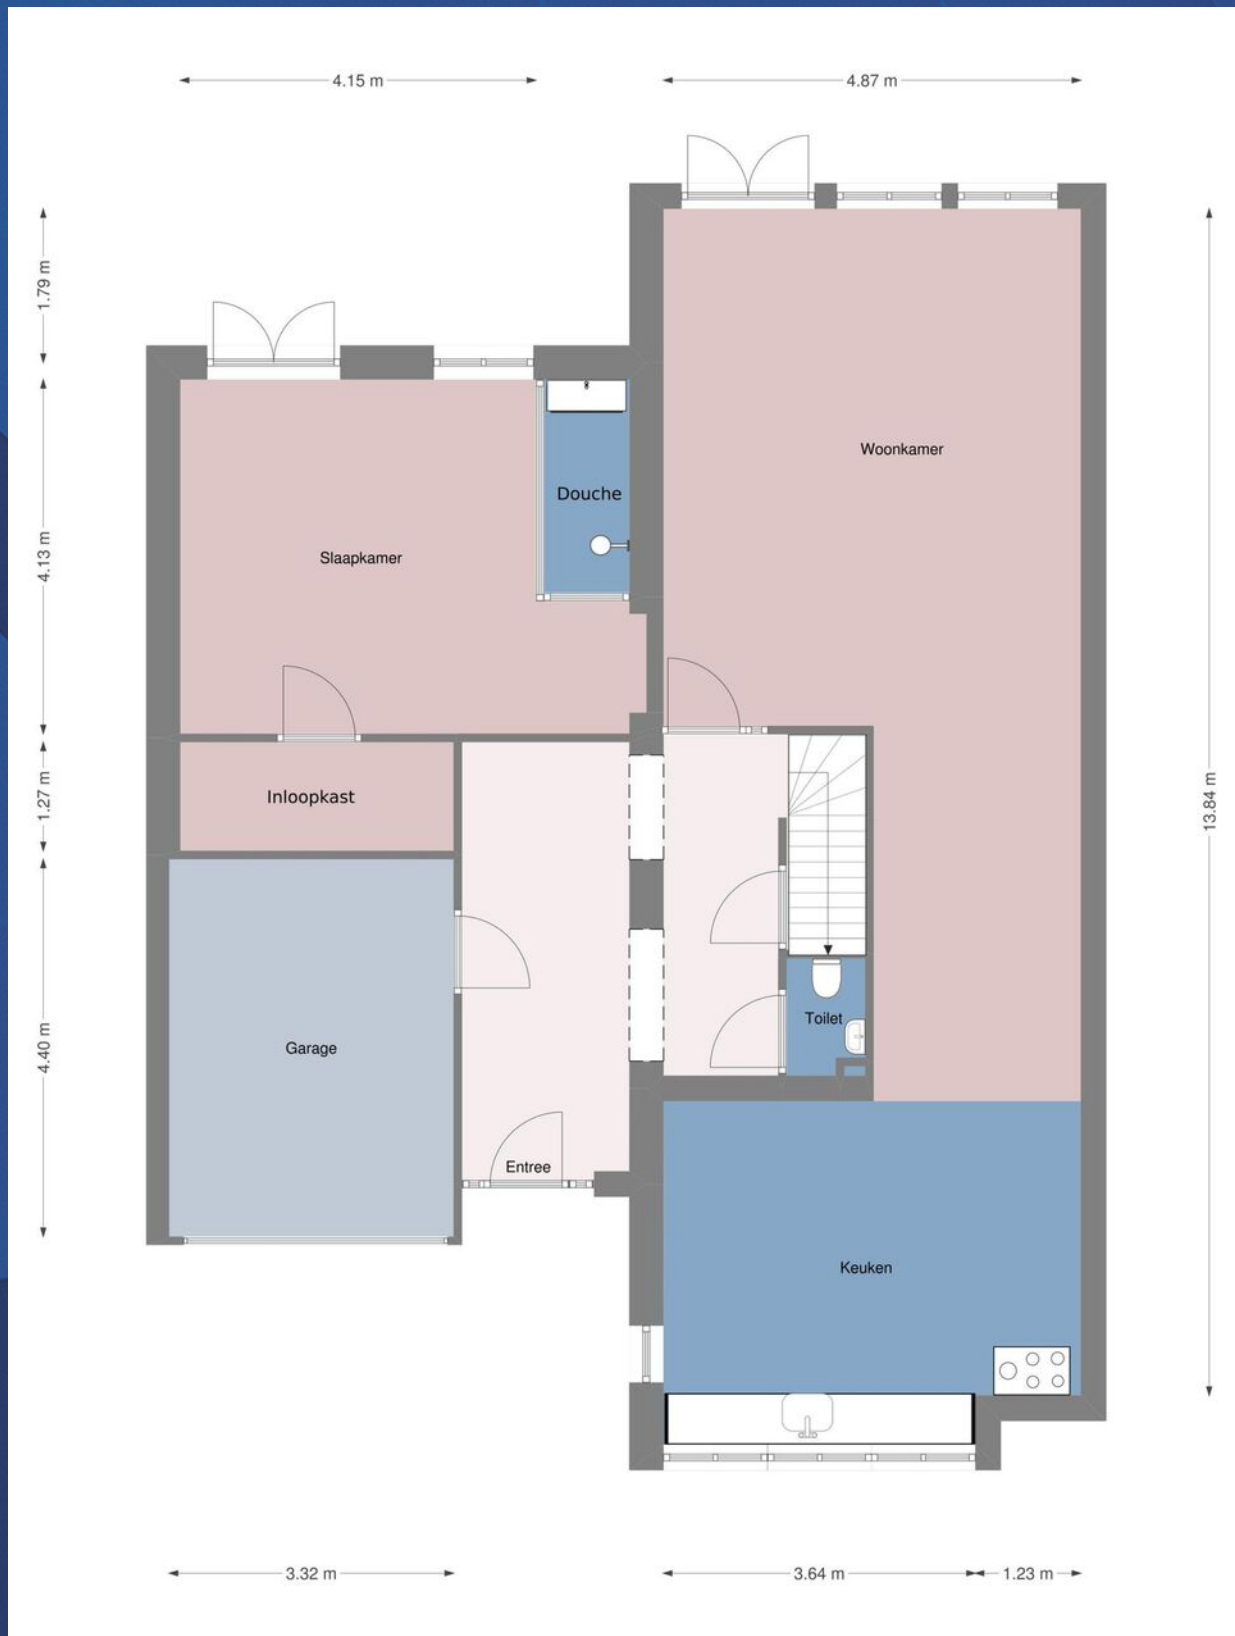 4.15 m
4.87 m
1.79 m
Woonkamer
Douche
4.13 m
Slaapkamer
1.27 m
Inloopkast
13.84 m
Toilet
4.40 m
Garage
Entree
Keuken
3.32 m
3.64 m
1.23 m